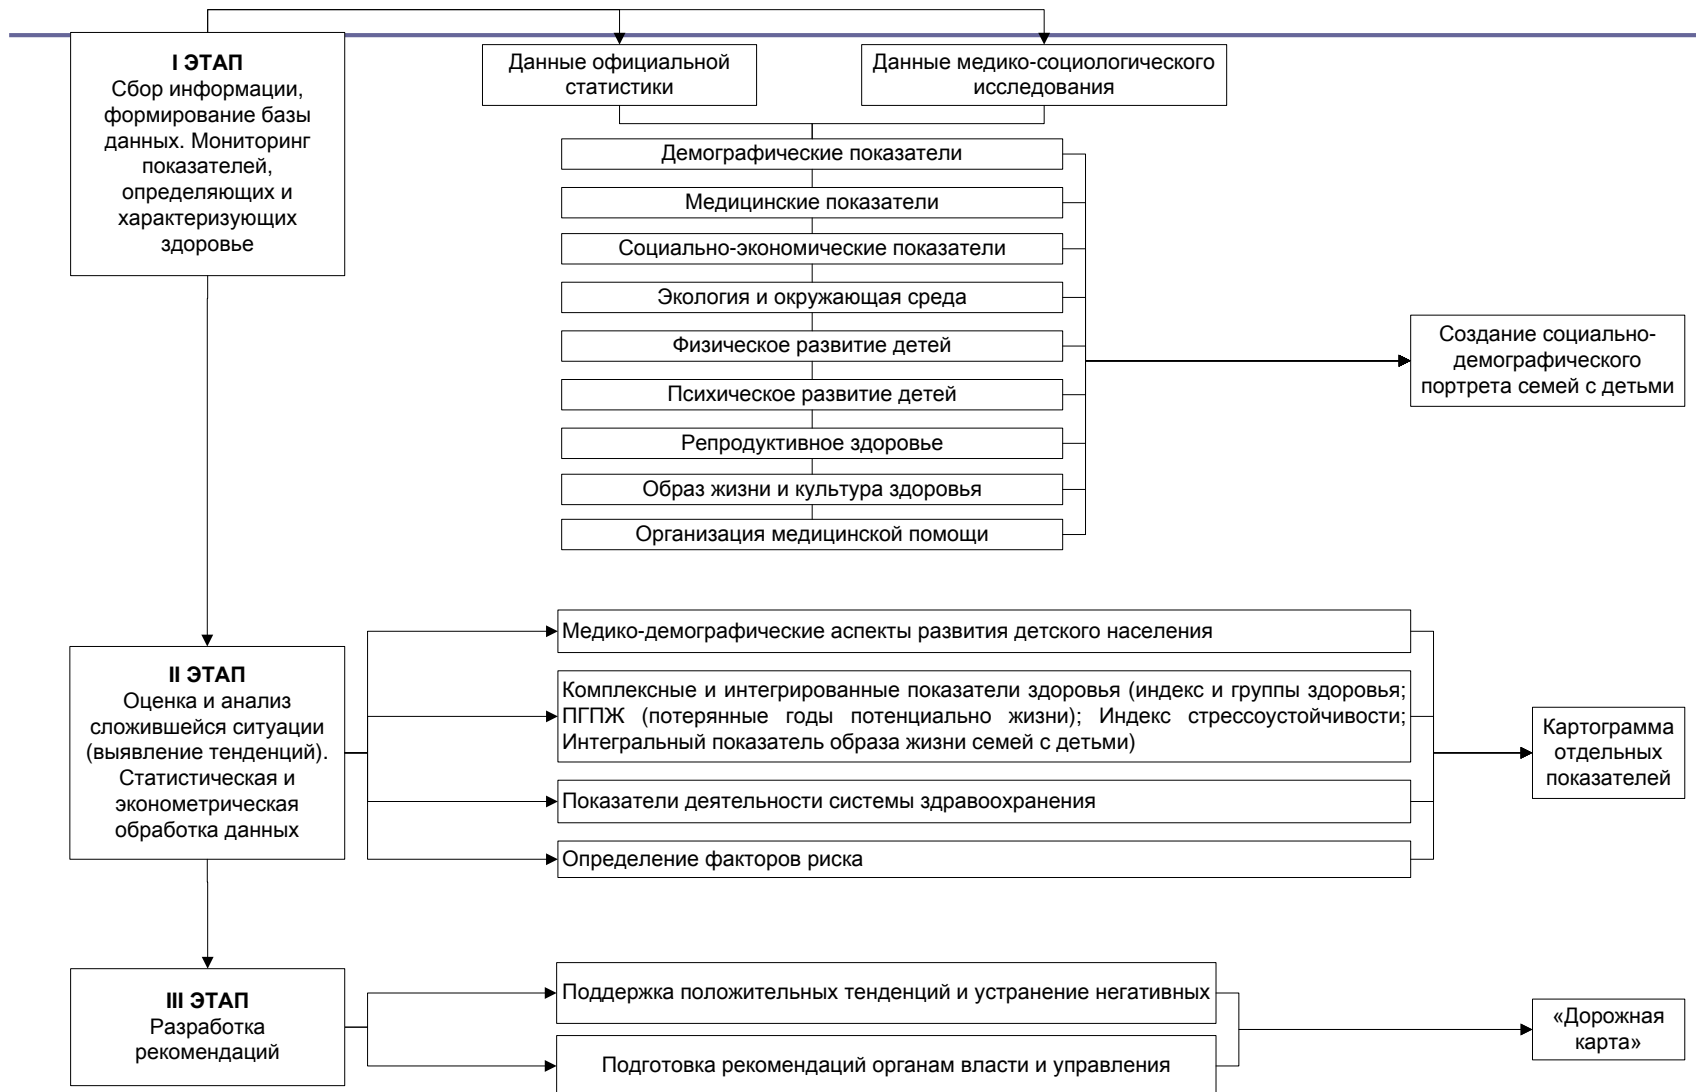 I ЭТАП
Сбор информации,
формирование базы
данных. Мониторинг
показателей,
определяющих и
характеризующих
здоровье
Данные официальной
статистики
Данные медико-социологического
исследования
Демографические показатели
Медицинские показатели
Социально-экономические показатели
Экология и окружающая среда
Физическое развитие детей
Психическое развитие детей
Репродуктивное здоровье
Образ жизни и культура здоровья
Организация медицинской помощи
Создание социально-
демографического
портрета семей с детьми
II ЭТАП
Оценка и анализ
сложившейся ситуации
(выявление тенденций).
Статистическая и
эконометрическая
обработка данных
Медико-демографические аспекты развития детского населения
Комплексные и интегрированные показатели здоровья (индекс и группы здоровья;
ПГПЖ (потерянные годы потенциально жизни); Индекс стрессоустойчивости;
Интегральный показатель образа жизни семей с детьми)
Показатели деятельности системы здравоохранения
Определение факторов риска
Картограмма
отдельных
показателей
III ЭТАП
Разработка
рекомендаций
Поддержка положительных тенденций и устранение негативных
Подготовка рекомендаций органам власти и управления
«Дорожная
карта»